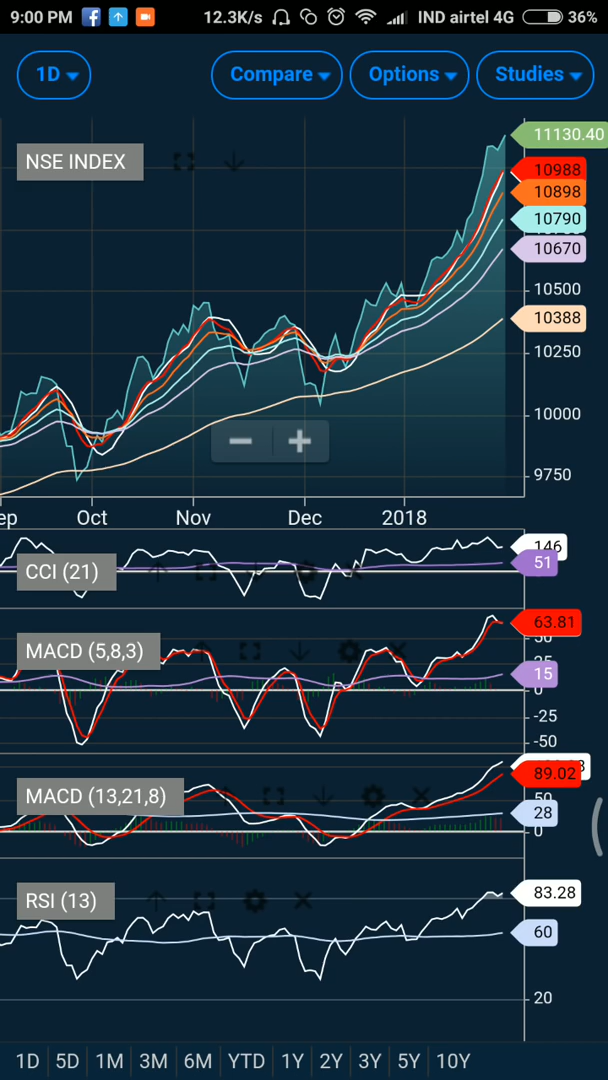 9:00 PM 12.3K/s IND airtel 4G 36%
1D Compare Options Studies
NSE INDEX
11130.40
10988
10898
10790
10670
10500
10388
10250
10000
9750
Oct Nov Dec 2018
CCI (21)
146
51
MACD (5,8,3)
63.81
15
0
-25
-50
MACD (13,21,8)
89.02
28
0
RSI (13)
83.28
60
20
1D 5D 1M 3M 6M YTD 1Y 2Y 3Y 5Y 10Y